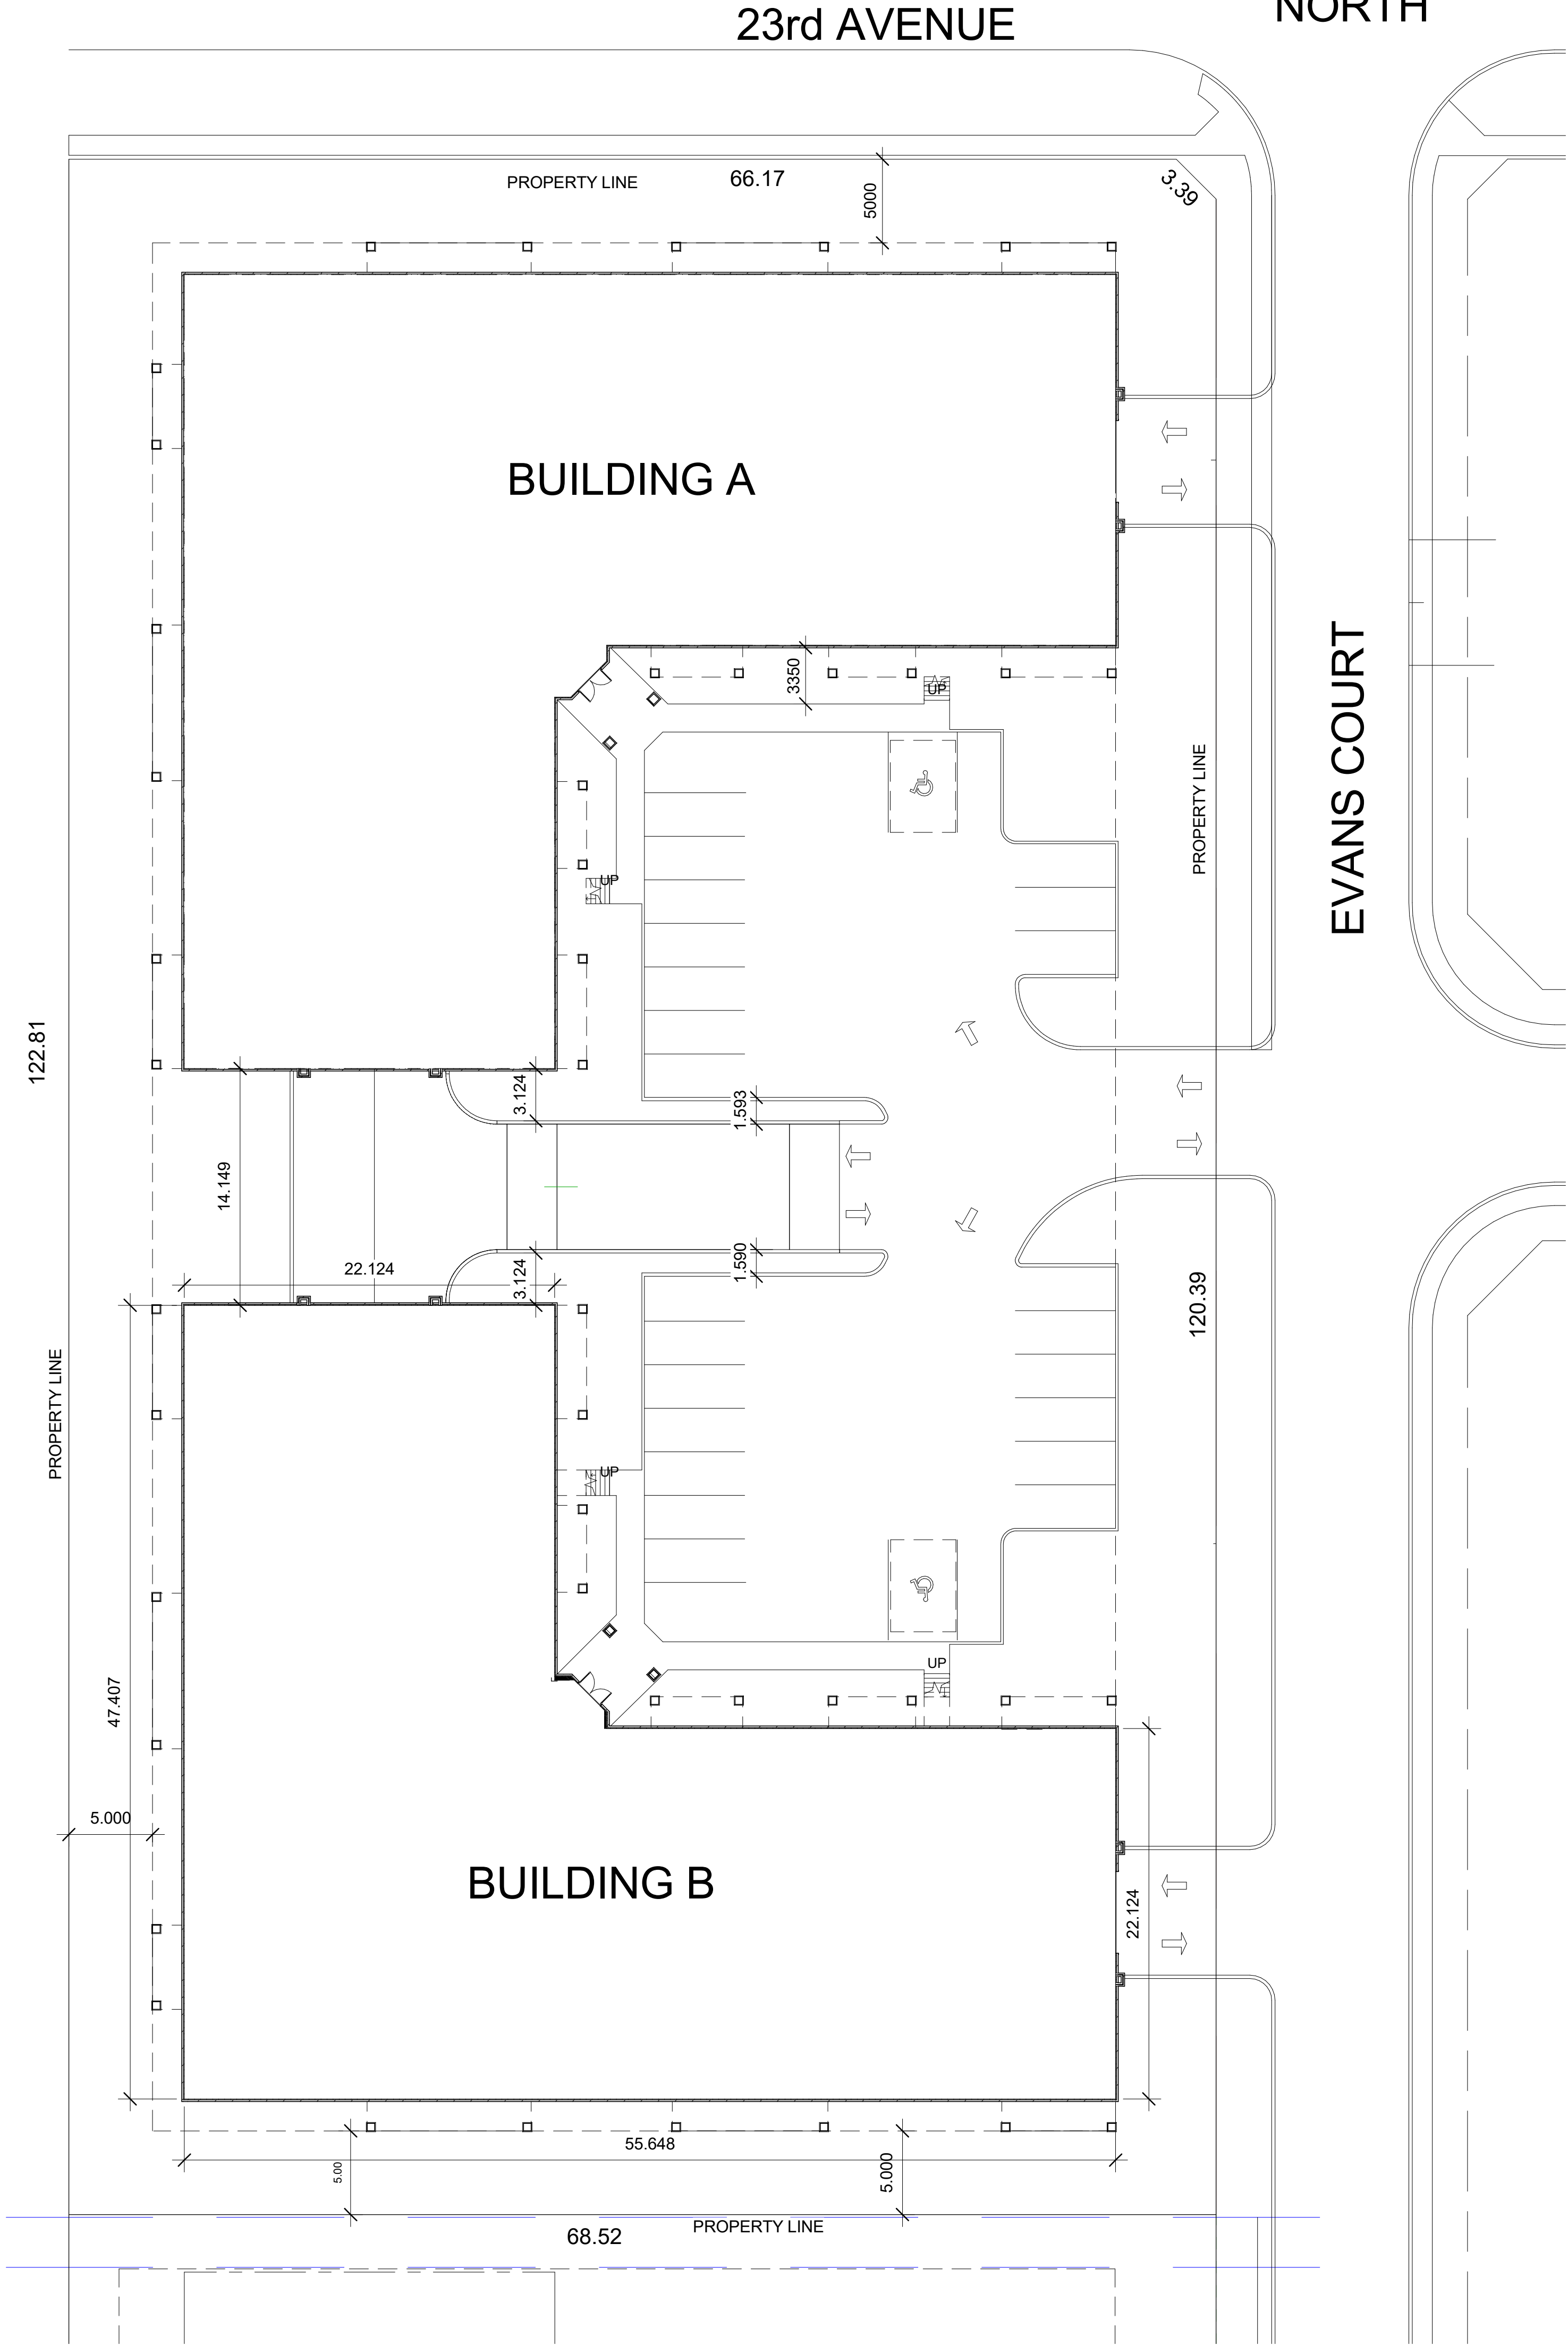 NORTH
23rd AVENUE
PROPERTY LINE
66.17
5000
3.39
BUILDING A
EVANS COURT
3350
UP
PROPERTY LINE
UP
122.81
3.124
1.593
14.149
22.124
3.124
1.590
120.39
PROPERTY LINE
UP
UP
47.407
5.000
BUILDING B
22.124
55.648
5.00
5.000
PROPERTY LINE
68.52